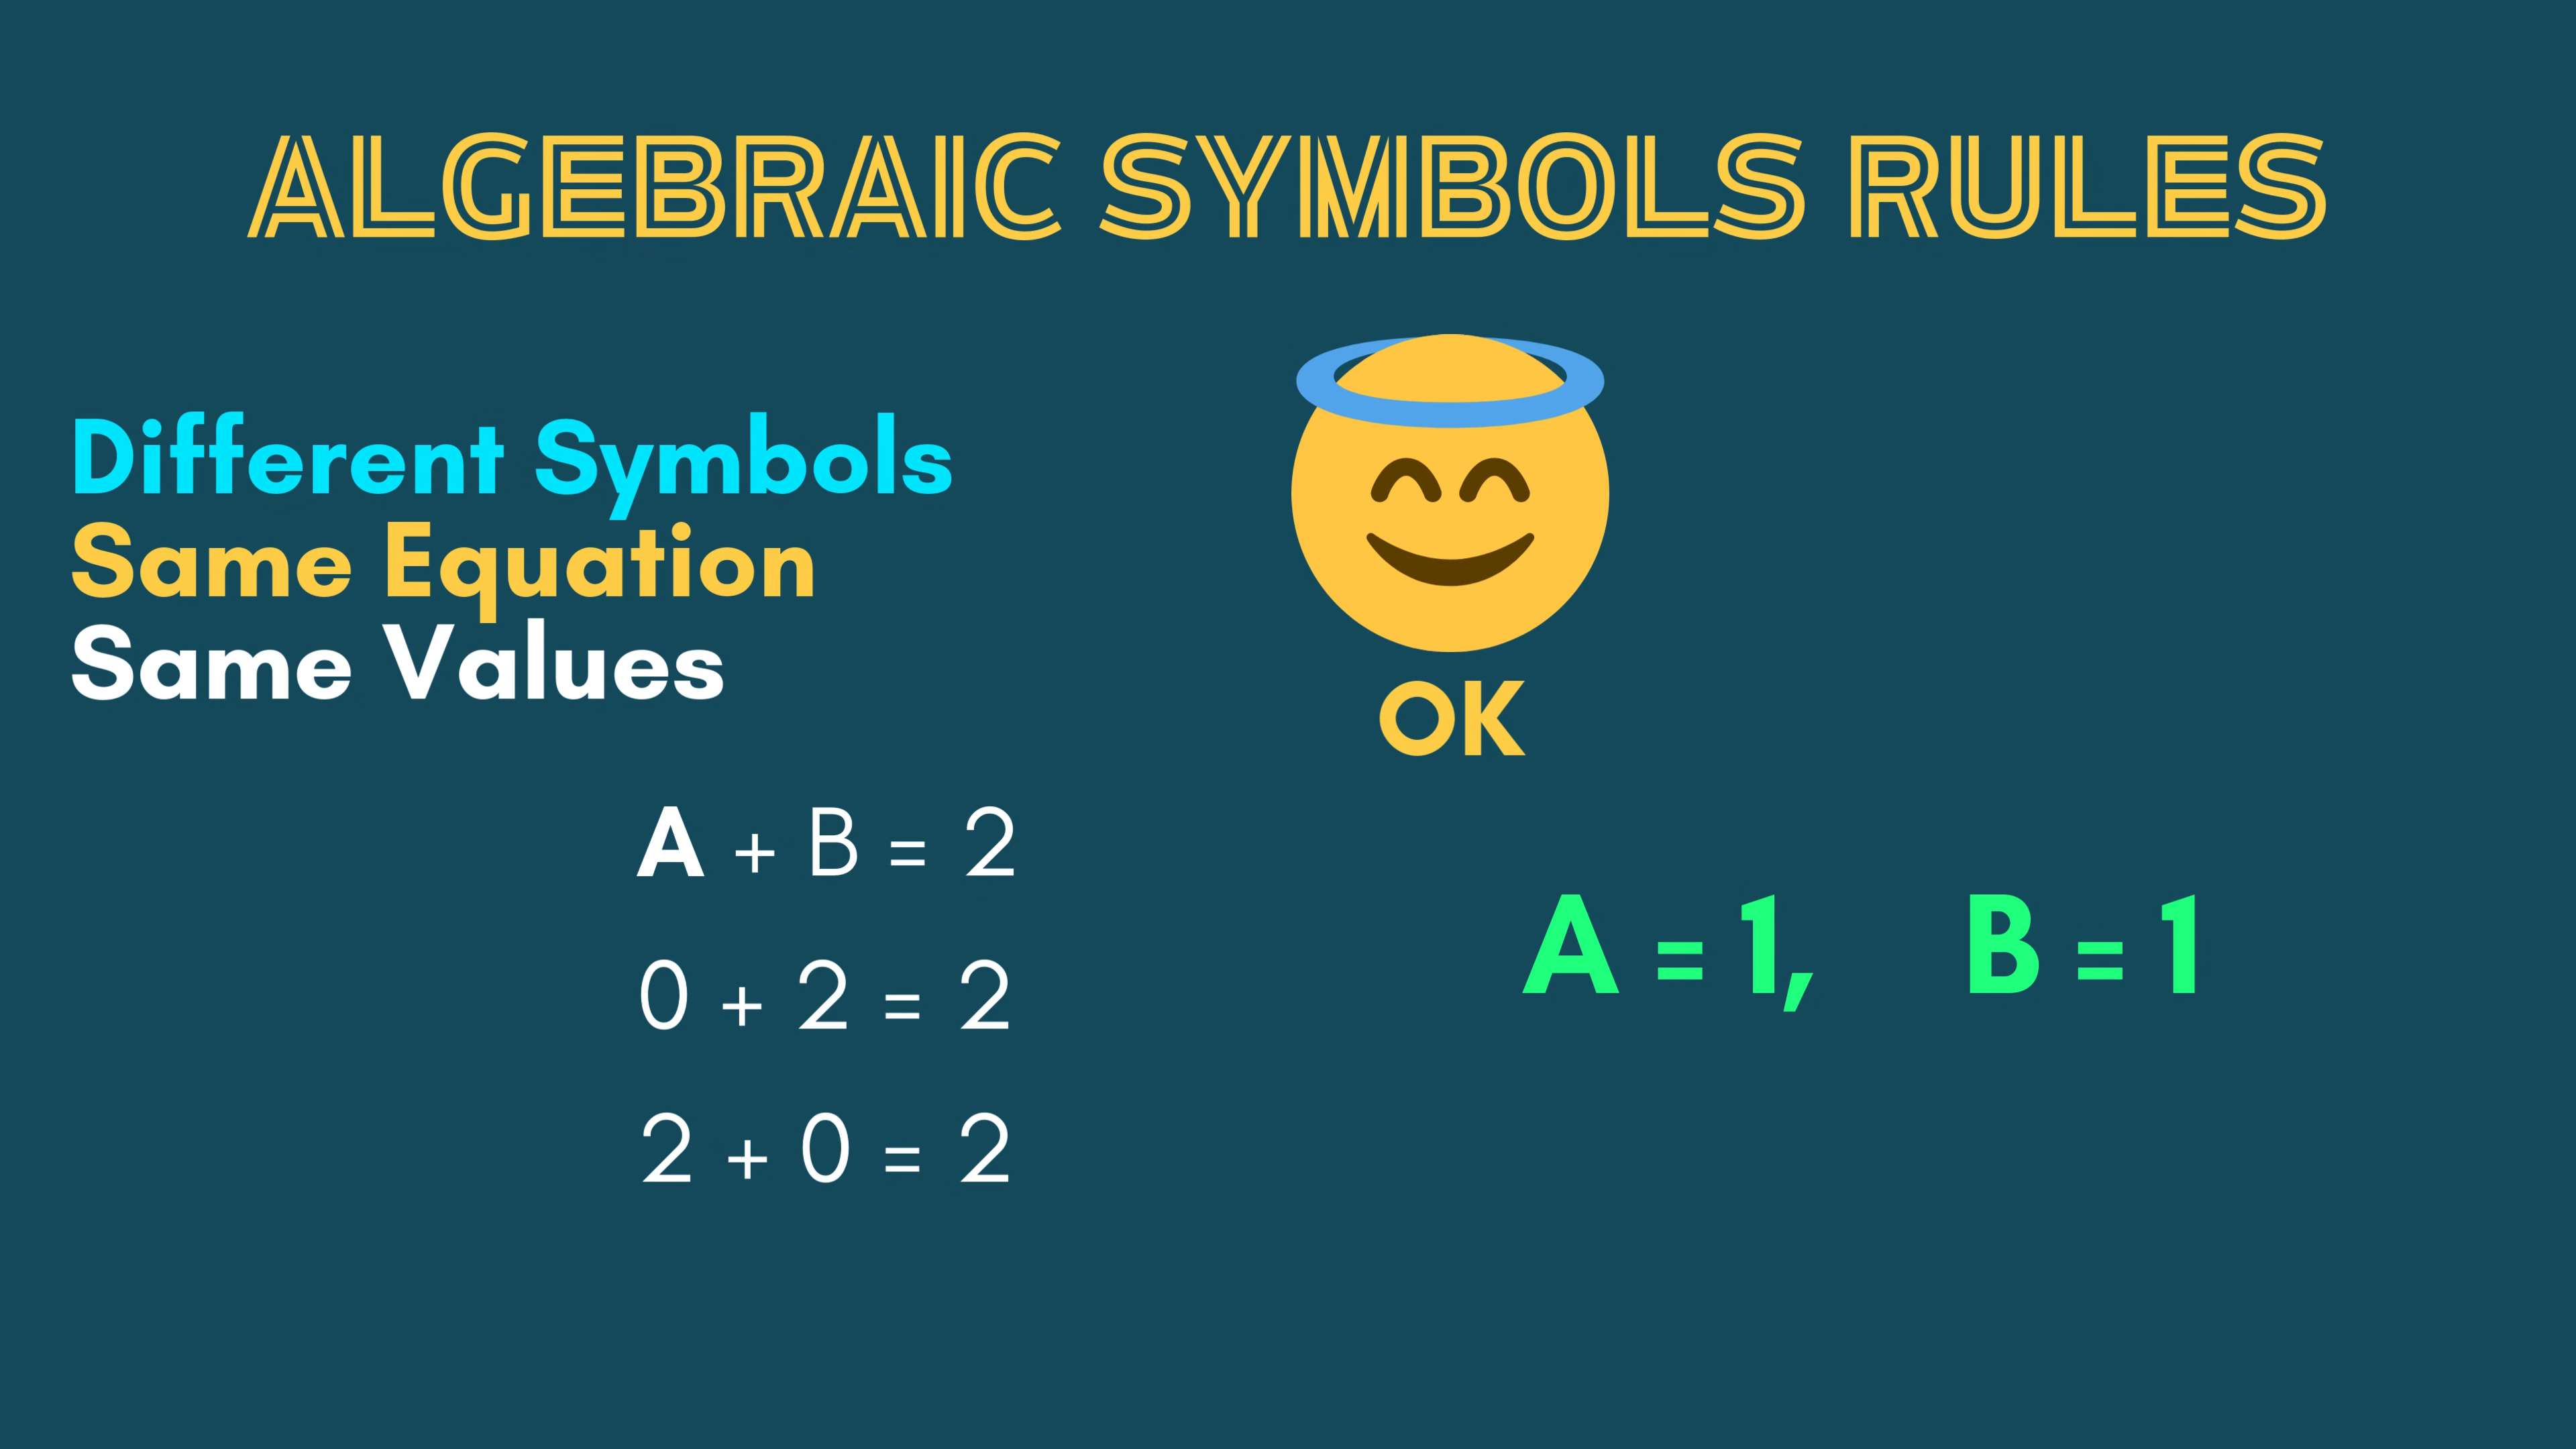 ALGEBRAIC SYMBOLS RULES
Different Symbols
Same Equation
Same Values
OK
A + B = 2
0 + 2 = 2
2 + 0 = 2
A = 1, B = 1